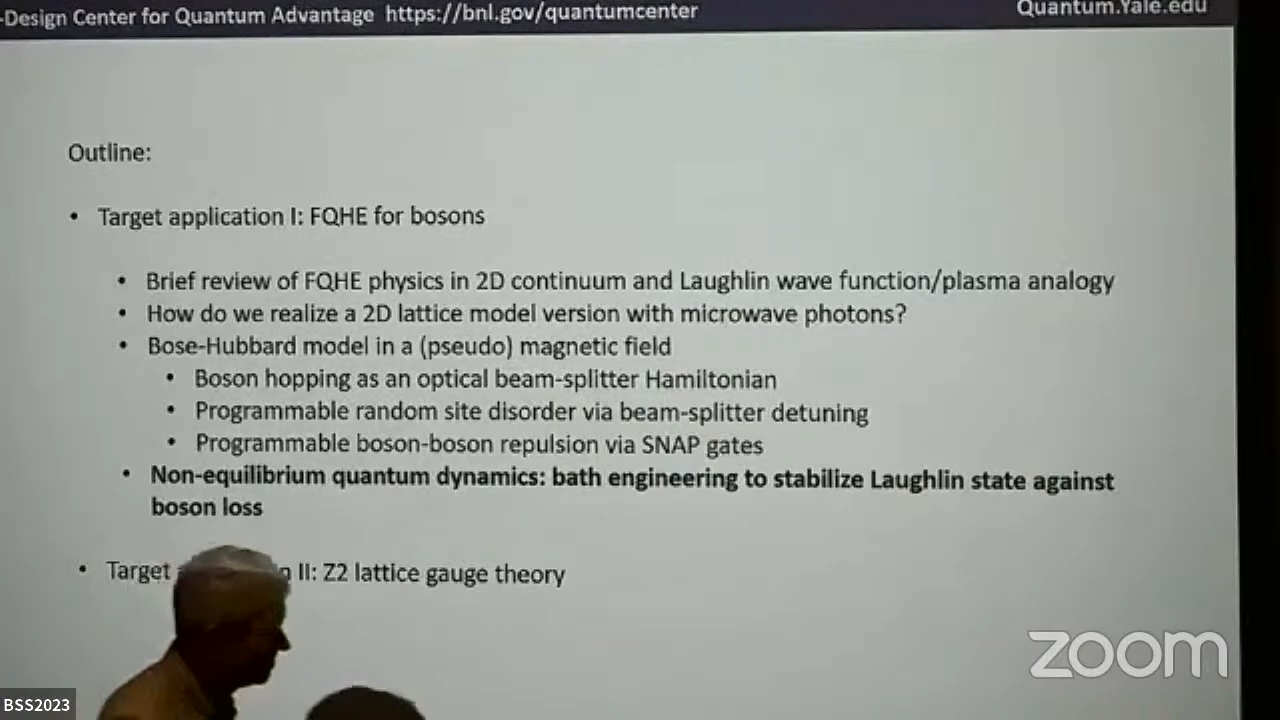 -Design Center for Quantum Advantage https://bnl.gov/quantumcenter
Quantum.Yale.edu
Outline:
• Target application I: FQHE for bosons
• Brief review of FQHE physics in 2D continuum and Laughlin wave function/plasma analogy
• How do we realize a 2D lattice model version with microwave photons?
• Bose-Hubbard model in a (pseudo) magnetic field
• Boson hopping as an optical beam-splitter Hamiltonian
• Programmable random site disorder via beam-splitter detuning
• Programmable boson-boson repulsion via SNAP gates
• Non-equilibrium quantum dynamics: bath engineering to stabilize Laughlin state against
boson loss
• Target II: Z2 lattice gauge theory
zoom
BSS2023